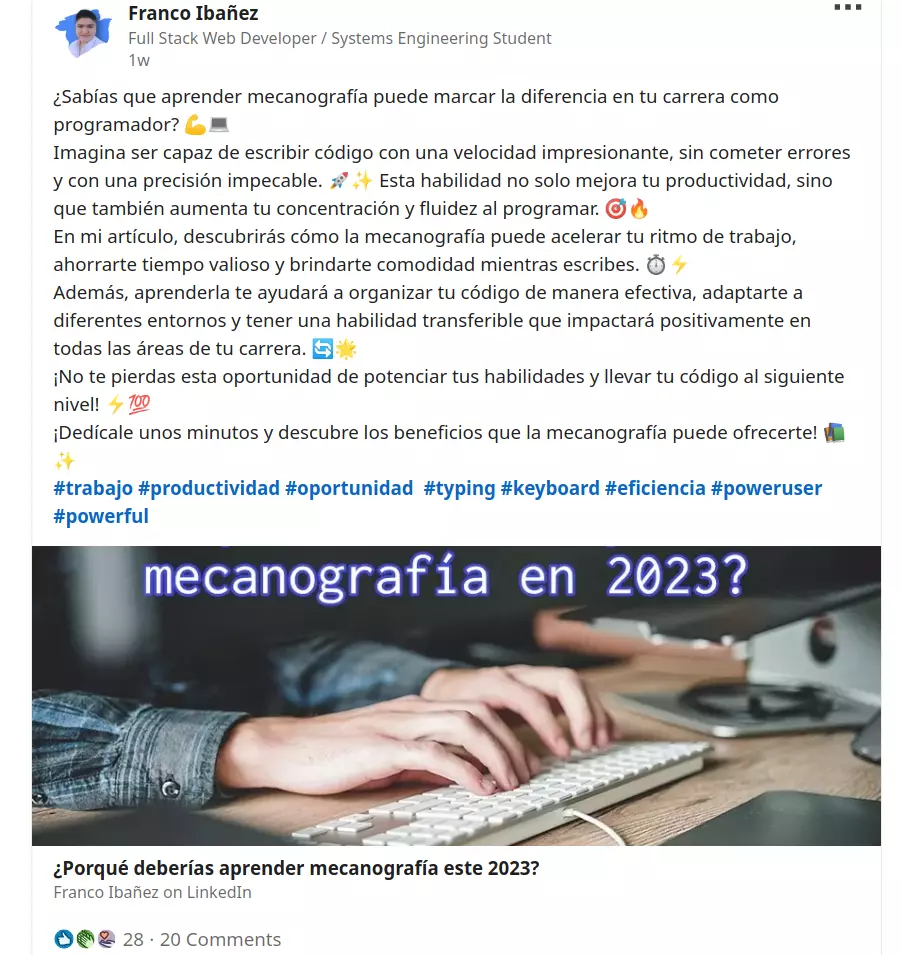 Franco Ibañez
Full Stack Web Developer / Systems Engineering Student
1w
¿Sabías que aprender mecanografía puede marcar la diferencia en tu carrera como
programador? 💪💻
Imagina ser capaz de escribir código con una velocidad impresionante, sin cometer errores
y con una precisión impecable. 🚀✨ Esta habilidad no solo mejora tu productividad, sino
que también aumenta tu concentración y fluidez al programar. 🎯🔥
En mi artículo, descubrirás cómo la mecanografía puede acelerar tu ritmo de trabajo,
ahorrarte tiempo valioso y brindarte comodidad mientras escribes. ⏱️⚡
Además, aprenderla te ayudará a organizar tu código de manera efectiva, adaptarte a
diferentes entornos y tener una habilidad transferible que impactará positivamente en
todas las áreas de tu carrera. 🔄🌟
¡No te pierdas esta oportunidad de potenciar tus habilidades y llevar tu código al siguiente
nivel! ⚡💯
¡Dedícale unos minutos y descubre los beneficios que la mecanografía puede ofrecerte! 📚
✨
#trabajo #productividad #oportunidad #typing #keyboard #eficiencia #poweruser
#powerful
mecanografía en 2023?
¿Porqué deberías aprender mecanografía este 2023?
Franco Ibañez on LinkedIn
28 · 20 Comments